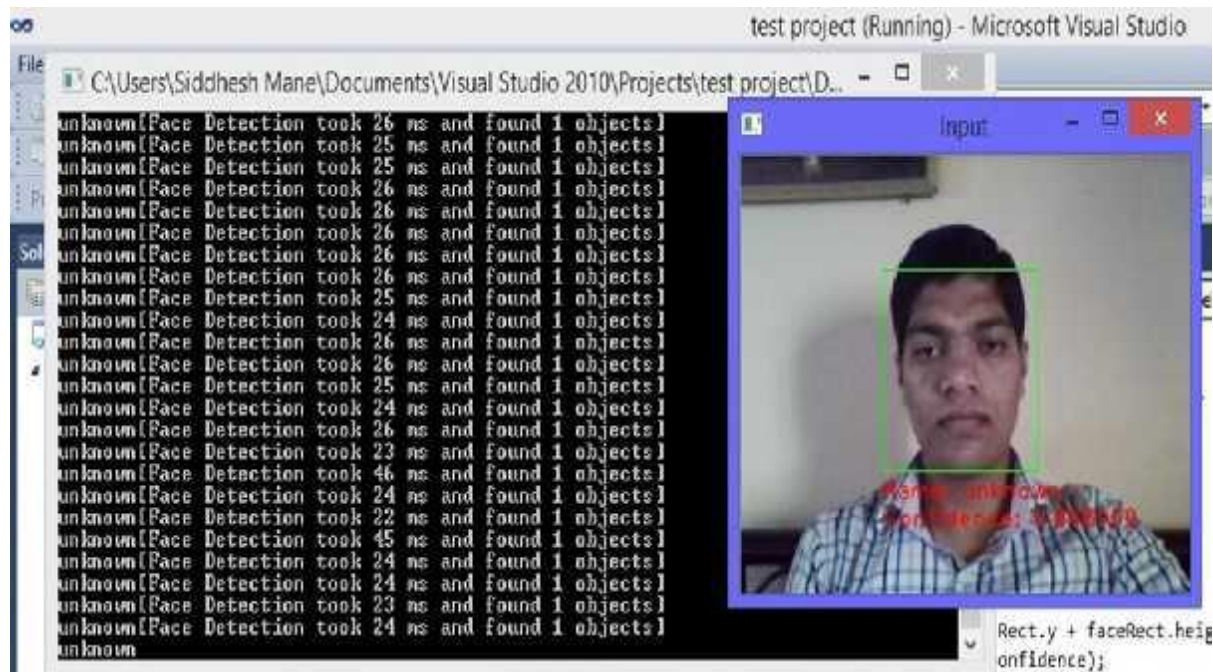 test project (Running) - Microsoft Visual Studio
File
C:\Users\Siddhesh Mane\Documents\Visual Studio 2010\Projects\test project\D...
Input
unknown[Face Detection took 26 ms and found 1 objects]
unknown[Face Detection took 25 ms and found 1 objects]
unknown[Face Detection took 25 ms and found 1 objects]
unknown[Face Detection took 26 ms and found 1 objects]
unknown[Face Detection took 26 ms and found 1 objects]
unknown[Face Detection took 26 ms and found 1 objects]
unknown[Face Detection took 26 ms and found 1 objects]
unknown[Face Detection took 26 ms and found 1 objects]
unknown[Face Detection took 25 ms and found 1 objects]
unknown[Face Detection took 24 ms and found 1 objects]
unknown[Face Detection took 26 ms and found 1 objects]
unknown[Face Detection took 26 ms and found 1 objects]
unknown[Face Detection took 25 ms and found 1 objects]
unknown[Face Detection took 24 ms and found 1 objects]
unknown[Face Detection took 26 ms and found 1 objects]
unknown[Face Detection took 23 ms and found 1 objects]
unknown[Face Detection took 46 ms and found 1 objects]
unknown[Face Detection took 24 ms and found 1 objects]
unknown[Face Detection took 22 ms and found 1 objects]
unknown[Face Detection took 45 ms and found 1 objects]
unknown[Face Detection took 24 ms and found 1 objects]
unknown[Face Detection took 24 ms and found 1 objects]
unknown[Face Detection took 23 ms and found 1 objects]
unknown[Face Detection took 24 ms and found 1 objects]
unknown
Name: unknown
Confidence:
Rect.y + faceRect.heig
onfidence);